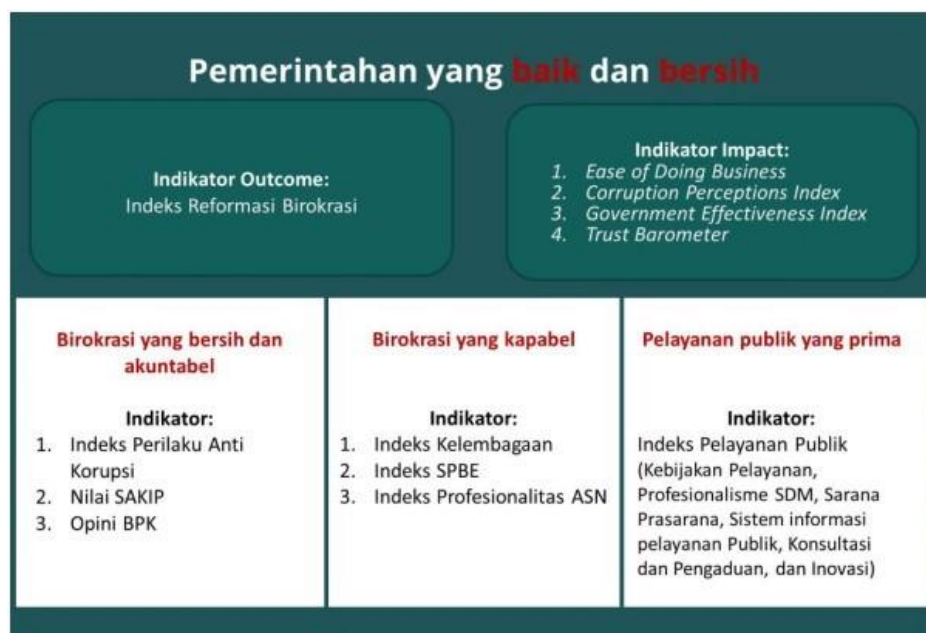 Pemerintahan yang baik dan bersih
Indikator Outcome:
Indeks Reformasi Birokrasi
Indikator Impact:
1. Ease of Doing Business
2. Corruption Perceptions Index
3. Government Effectiveness Index
4. Trust Barometer
Birokrasi yang bersih dan
akuntabel
Indikator:
1. Indeks Perilaku Anti
Korupsi
2. Nilai SAKIP
3. Opini BPK
Birokrasi yang kapabel
Indikator:
1. Indeks Kelembagaan
2. Indeks SPBE
3. Indeks Profesionalitas ASN
Pelayanan publik yang prima
Indikator:
Indeks Pelayanan Publik
(Kebijakan Pelayanan,
Profesionalisme SDM, Sarana
Prasarana, Sistem informasi
pelayanan Publik, Konsultasi
dan Pengaduan, dan Inovasi)